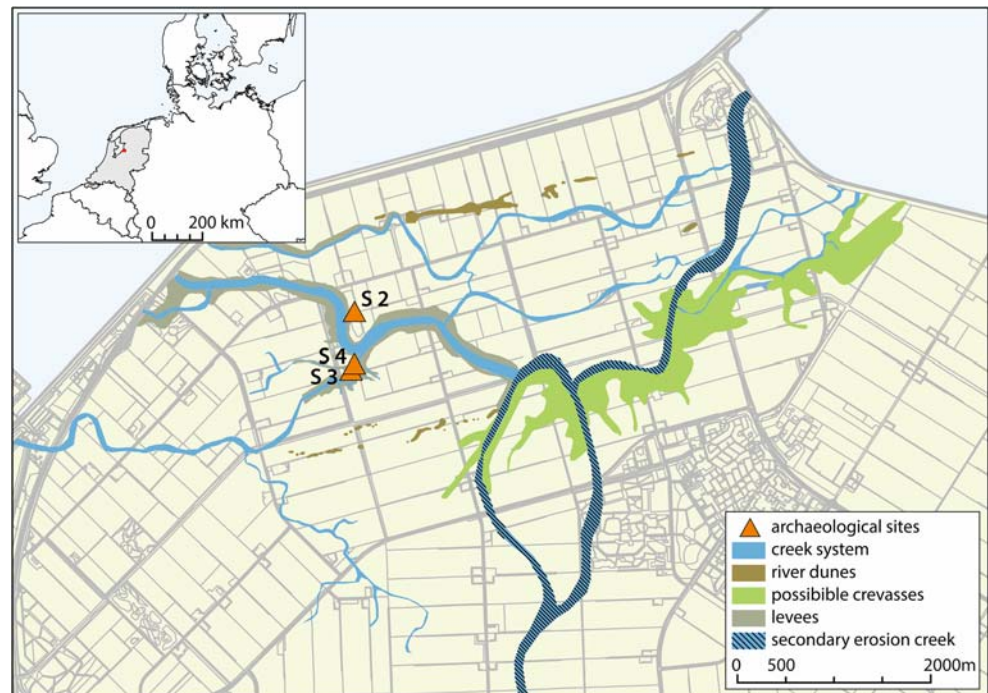 0 200 km
S 2
S 4
S 3
archaeological sites
creek system
river dunes
possibible crevasses
levees
secondary erosion creek
0 500 2000m